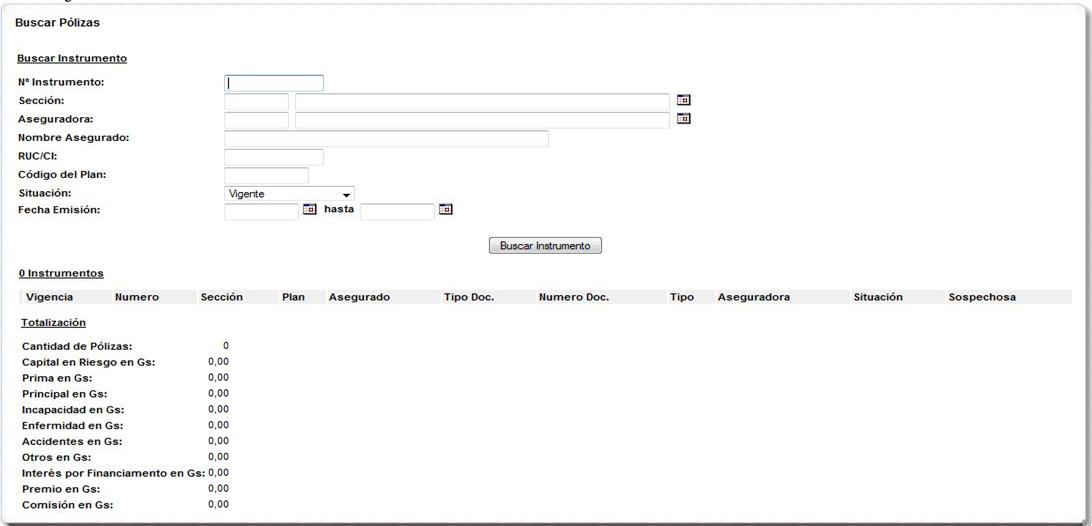 Buscar Pólizas
Buscar Instrumento
Nº Instrumento:
Sección:
Aseguradora:
Nombre Asegurado:
RUC/CI:
Código del Plan:
Situación: Vigente
Fecha Emisión: hasta
Buscar Instrumento
0 Instrumentos
Vigencia Numero Sección Plan Asegurado Tipo Doc. Numero Doc. Tipo Aseguradora Situación Sospechosa
Totalización
Cantidad de Pólizas: 0
Capital en Riesgo en Gs: 0,00
Prima en Gs: 0,00
Principal en Gs: 0,00
Incapacidad en Gs: 0,00
Enfermidad en Gs: 0,00
Accidentes en Gs: 0,00
Otros en Gs: 0,00
Interés por Financiamento en Gs: 0,00
Premio en Gs: 0,00
Comisión en Gs: 0,00